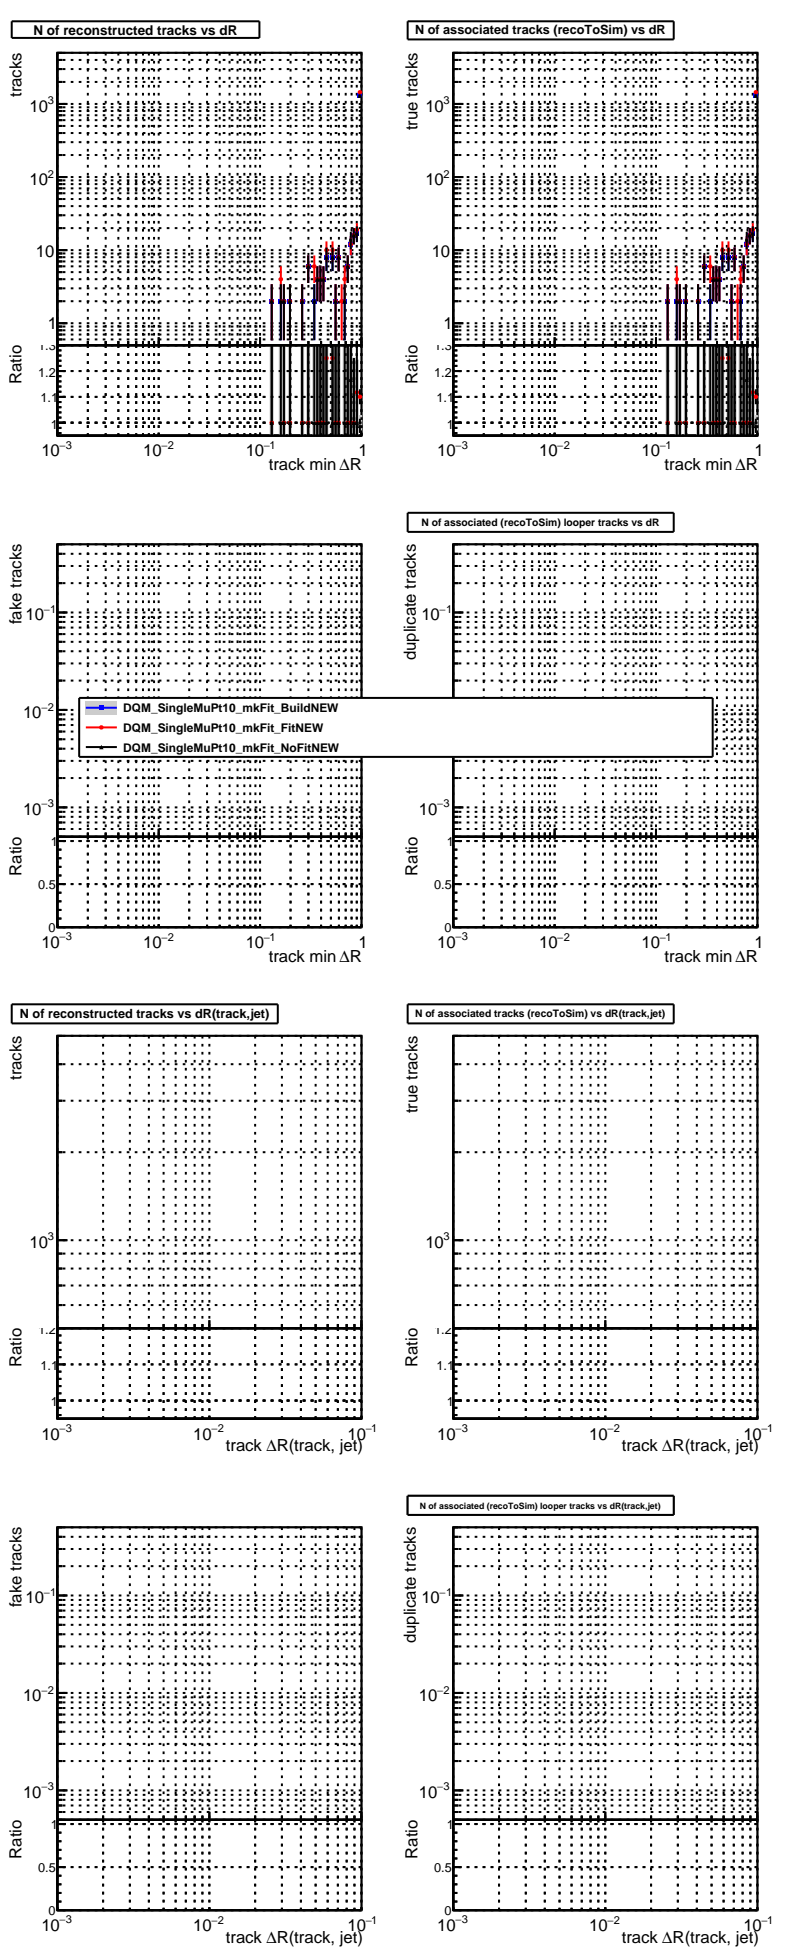 N of reconstructed tracks vs dR
tracks
10³
10²
10
1
Ratio
1.3
1.2
1.1
1
10⁻³ 10⁻² 10⁻¹ 1
track min ΔR
N of associated tracks (recoToSim) vs dR
true tracks
10³
10²
10
1
Ratio
1.3
1.2
1.1
1
10⁻³ 10⁻² 10⁻¹ 1
track min ΔR
fake tracks
10⁻¹
10⁻²
10⁻³
Ratio
1
0.5
0
10⁻³ 10⁻² 10⁻¹ 1
track min ΔR
N of associated (recoToSim) looper tracks vs dR
duplicate tracks
10⁻¹
10⁻³
Ratio
1
0.5
0
10⁻³ 10⁻² 10⁻¹ 1
track min ΔR
DQM_SingleMuPt10_mkFit_BuildNEW
DQM_SingleMuPt10_mkFit_FitNEW
DQM_SingleMuPt10_mkFit_NoFitNEW
N of reconstructed tracks vs dR(track,jet)
tracks
10³
Ratio
1.2
1.1
1
10⁻³ 10⁻² 10⁻¹
track ΔR(track, jet)
N of associated tracks (recoToSim) vs dR(track,jet)
true tracks
10³
Ratio
1.2
1.1
1
10⁻³ 10⁻² 10⁻¹
track ΔR(track, jet)
fake tracks
10⁻¹
10⁻²
10⁻³
Ratio
1
0.5
0
10⁻³ 10⁻² 10⁻¹
track ΔR(track, jet)
N of associated (recoToSim) looper tracks vs dR(track,jet)
duplicate tracks
10⁻¹
10⁻²
10⁻³
Ratio
1
0.5
0
10⁻³ 10⁻² 10⁻¹
track ΔR(track, jet)